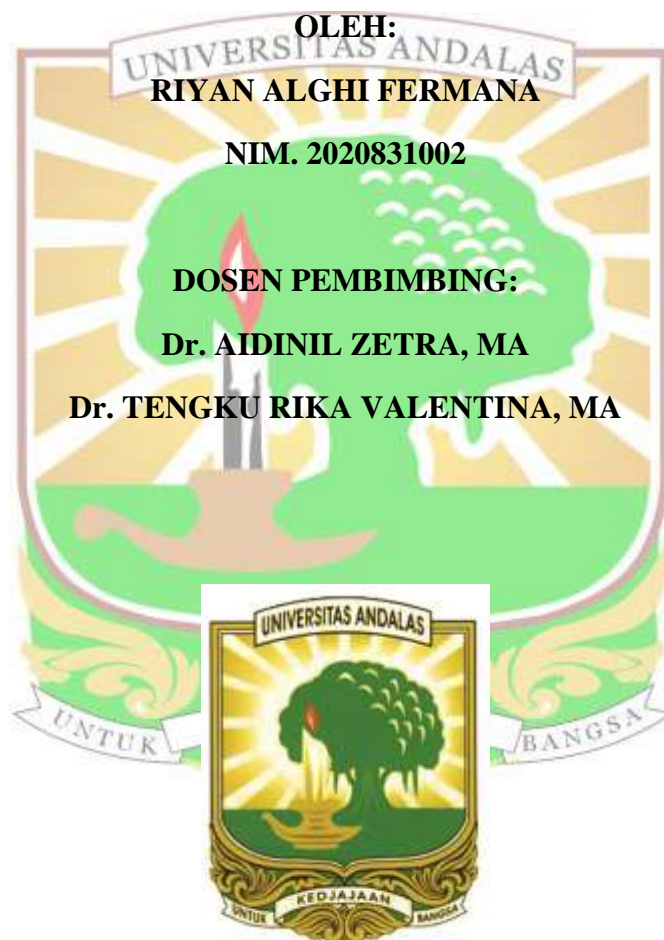 OLEH:
UNIVERSITAS ANDALAS
RIYAN ALGHI FERMANA
NIM. 2020831002
DOSEN PEMBIMBING:
Dr. AIDINIL ZETRA, MA
Dr. TENGKU RIKA VALENTINA, MA
UNIVERSITAS ANDALAS
UNTUK BANGSA
UNTUK KEDJAJAAN BANGSA